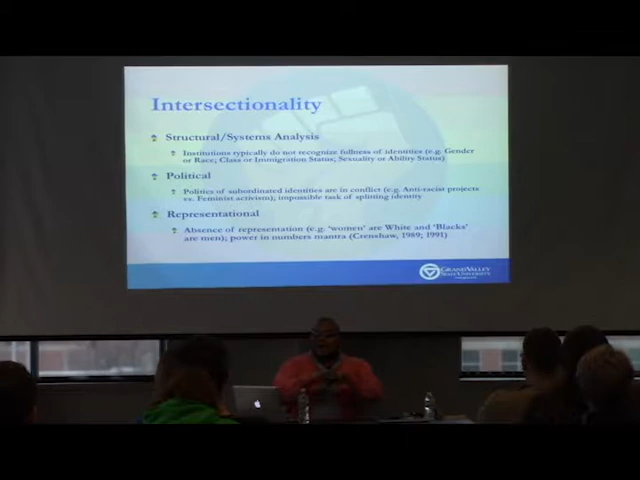 Intersectionality
Structural/Systems Analysis
Institutions typically do not recognize fullness of identities (e.g. Gender
or Race; Class or Immigration Status; Sexuality or Ability Status)
Political
Politics of subordinated identities are in conflict (e.g. Anti-racist projects
vs. Feminist activism); impossible task of splitting identity
Representational
Absence of representation (e.g. 'women' are White and 'Blacks'
are men); power in numbers mantra (Crenshaw, 1989; 1991)
GRAND VALLEY
STATE UNIVERSITY